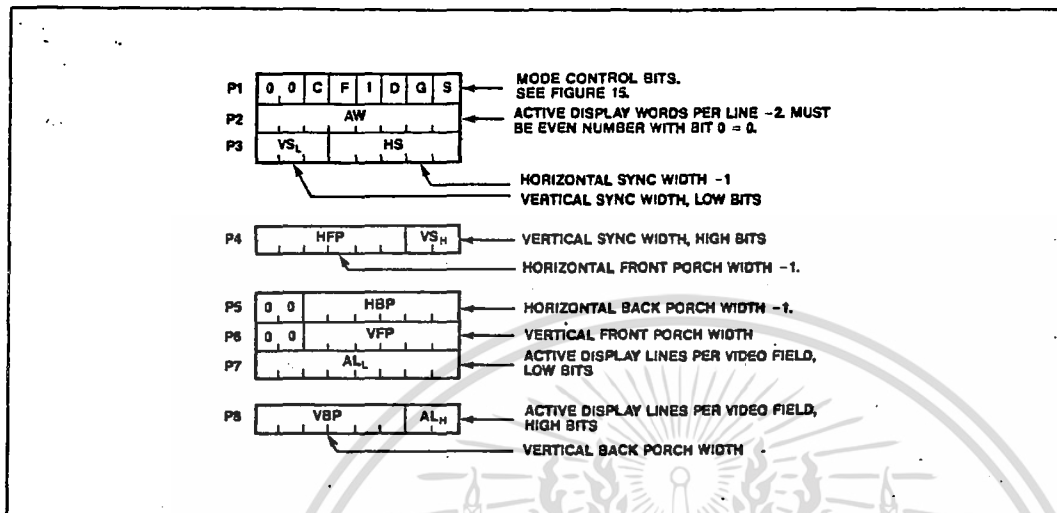 P1 0 0 C F I D G S MODE CONTROL BITS.
SEE FIGURE 15.
P2 AW ACTIVE DISPLAY WORDS PER LINE -2. MUST
BE EVEN NUMBER WITH BIT 0 = 0.
P3 VSL HS
HORIZONTAL SYNC WIDTH -1
VERTICAL SYNC WIDTH, LOW BITS
P4 HFP VSH VERTICAL SYNC WIDTH, HIGH BITS
HORIZONTAL FRONT PORCH WIDTH -1.
P5 0 0 HBP HORIZONTAL BACK PORCH WIDTH -1.
P6 0 0 VFP VERTICAL FRONT PORCH WIDTH
P7 ALL ACTIVE DISPLAY LINES PER VIDEO FIELD,
LOW BITS
P8 VBP ALH ACTIVE DISPLAY LINES PER VIDEO FIELD,
HIGH BITS
VERTICAL BACK PORCH WIDTH